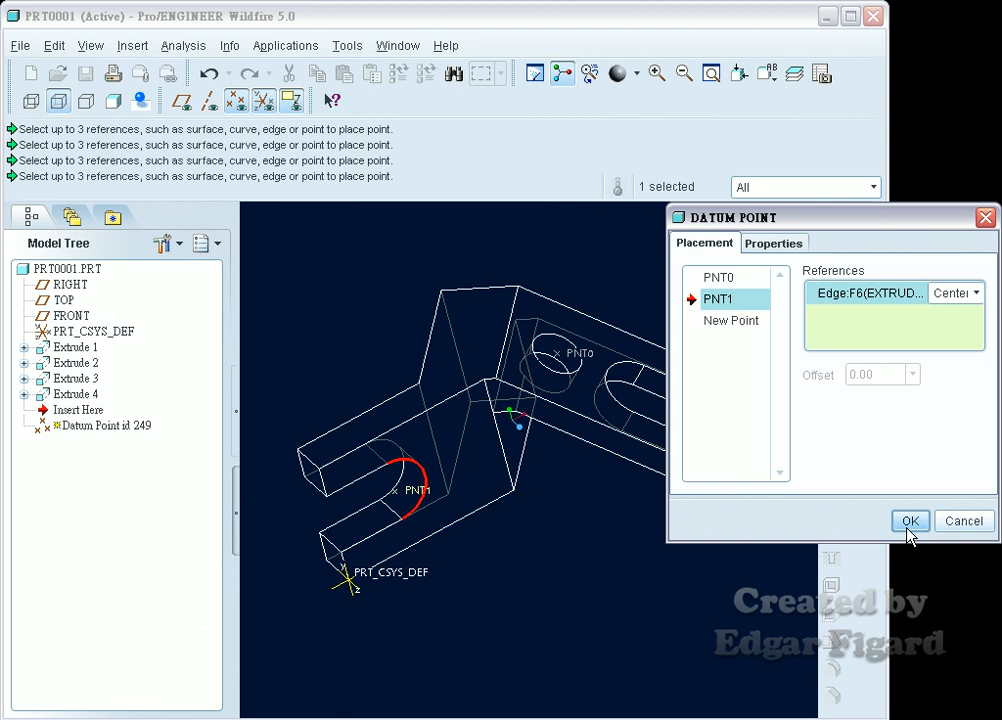 PRT0001 (Active) - Pro/ENGINEER Wildfire 5.0
File Edit View Insert Analysis Info Applications Tools Window Help
Select up to 3 references, such as surface, curve, edge or point to place point.
Select up to 3 references, such as surface, curve, edge or point to place point.
Select up to 3 references, such as surface, curve, edge or point to place point.
Select up to 3 references, such as surface, curve, edge or point to place point.
1 selected All
Model Tree
PRT0001.PRT
RIGHT
TOP
FRONT
PRT_CSYS_DEF
Extrude 1
Extrude 2
Extrude 3
Extrude 4
Insert Here
Datum Point id 249
PNT0
PNT1
PRT_CSYS_DEF
y
z
DATUM POINT
Placement Properties
PNT0
PNT1
New Point
References
Edge:F6(EXTRUD... Center
Offset 0.00
OK Cancel
Created by
Edgar Figard